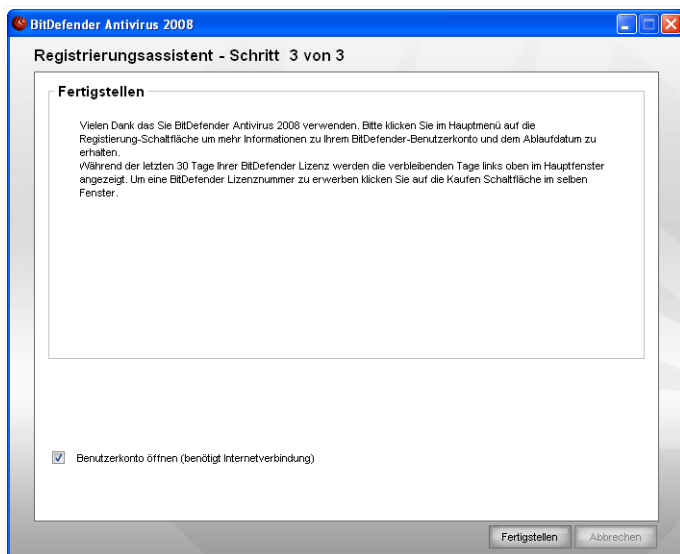 BitDefender Antivirus 2008
Registrierungsassistent - Schritt 3 von 3
Fertigstellen
Vielen Dank das Sie BitDefender Antivirus 2008 verwenden. Bitte klicken Sie im Hauptmenü auf die
Registierung-Schaltfläche um mehr Informationen zu Ihrem BitDefender-Benutzerkonto und dem Ablaufdatum zu
erhalten.
Während der letzten 30 Tage Ihrer BitDefender Lizenz werden die verbleibenden Tage links oben im Hauptfenster
angezeigt. Um eine BitDefender Lizenznummer zu erwerben klicken Sie auf die Kaufen Schaltfläche im selben
Fenster.
Benutzerkonto öffnen (benötigt Internetverbindung)
Fertigstellen
Abbrechen